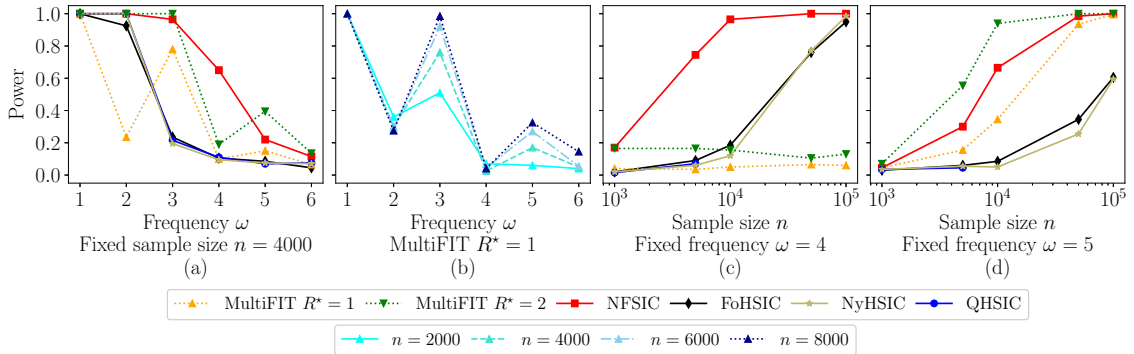 Power
1.0
0.8
0.6
0.4
0.2
0.0
1 2 3 4 5 6
Frequency ω
Fixed sample size n = 4000
(a)
1 2 3 4 5 6
Frequency ω
MultiFIT R⋆ = 1
(b)
10³ 10⁴ 10⁵
Sample size n
Fixed frequency ω = 4
(c)
10³ 10⁴ 10⁵
Sample size n
Fixed frequency ω = 5
(d)
MultiFIT R⋆ = 1 MultiFIT R⋆ = 2 NFSIC FoHSIC NyHSIC QHSIC
n = 2000 n = 4000 n = 6000 n = 8000